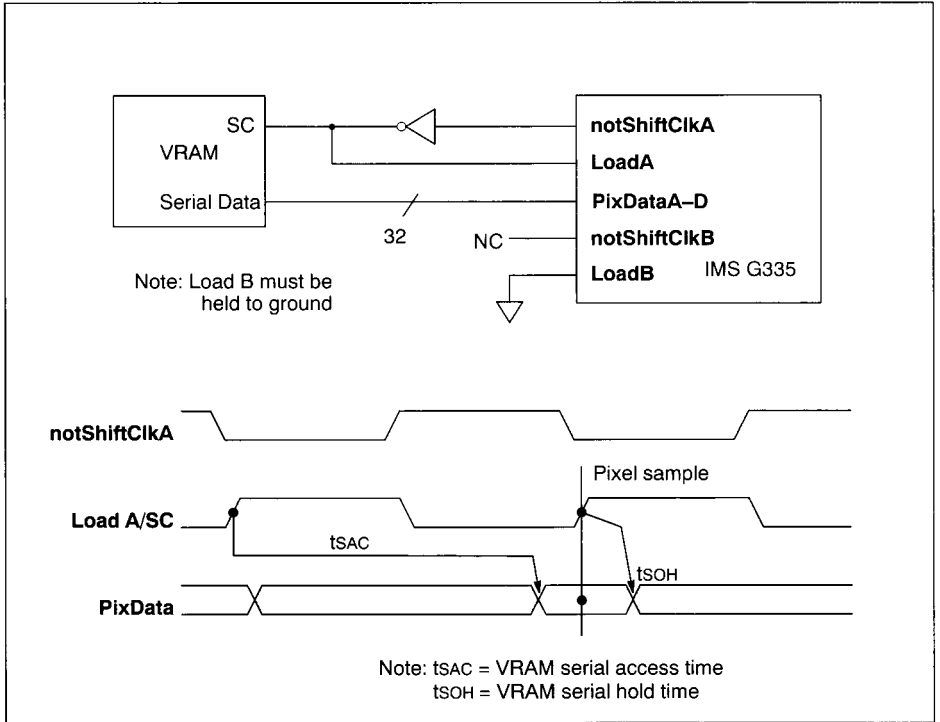 SC
VRAM
Serial Data
32
notShiftClkA
LoadA
PixDataA–D
NC
notShiftClkB
LoadB
IMS G335
Note: Load B must be
held to ground
notShiftClkA
Pixel sample
Load A/SC
tSAC
tSOH
PixData
Note: tSAC = VRAM serial access time
tSOH = VRAM serial hold time